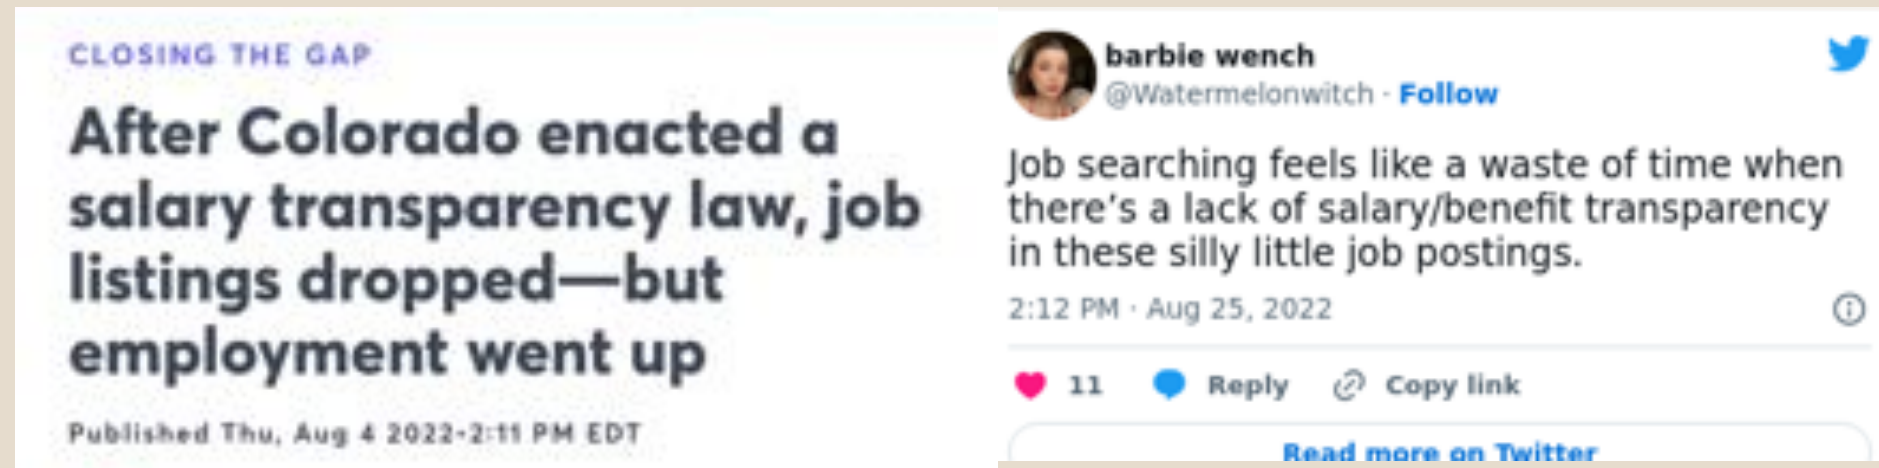 CLOSING THE GAP
After Colorado enacted a
salary transparency law, job
listings dropped—but
employment went up
Published Thu, Aug 4 2022•2:11 PM EDT
barbie wench
@Watermelonwitch · Follow
Job searching feels like a waste of time when
there’s a lack of salary/benefit transparency
in these silly little job postings.
2:12 PM · Aug 25, 2022
11 Reply Copy link
Read more on Twitter